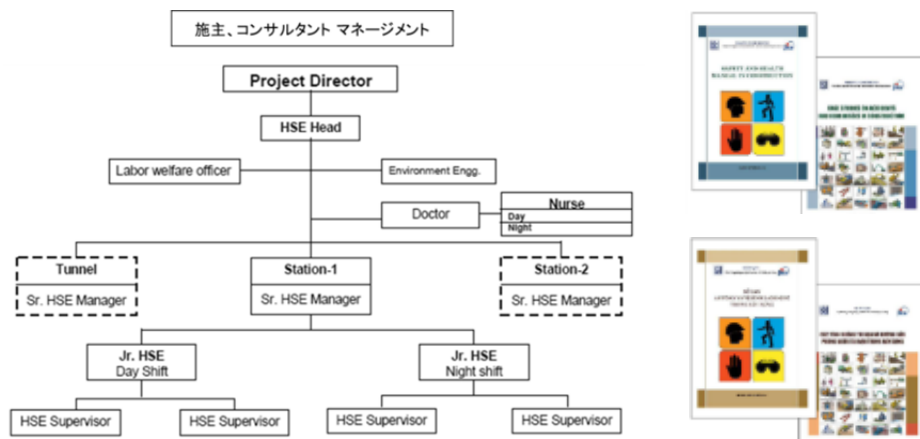 施主、コンサルタント マネージメント
Project Director
HSE Head
Labor welfare officer
Environment Engg.
Doctor
Nurse
Day
Night
Tunnel
Sr. HSE Manager
Station-1
Sr. HSE Manager
Station-2
Sr. HSE Manager
Jr. HSE
Day Shift
Jr. HSE
Night shift
HSE Supervisor
HSE Supervisor
HSE Supervisor
HSE Supervisor
SAFETY AND HEALTH
MANUAL IN CONSTRUCTION